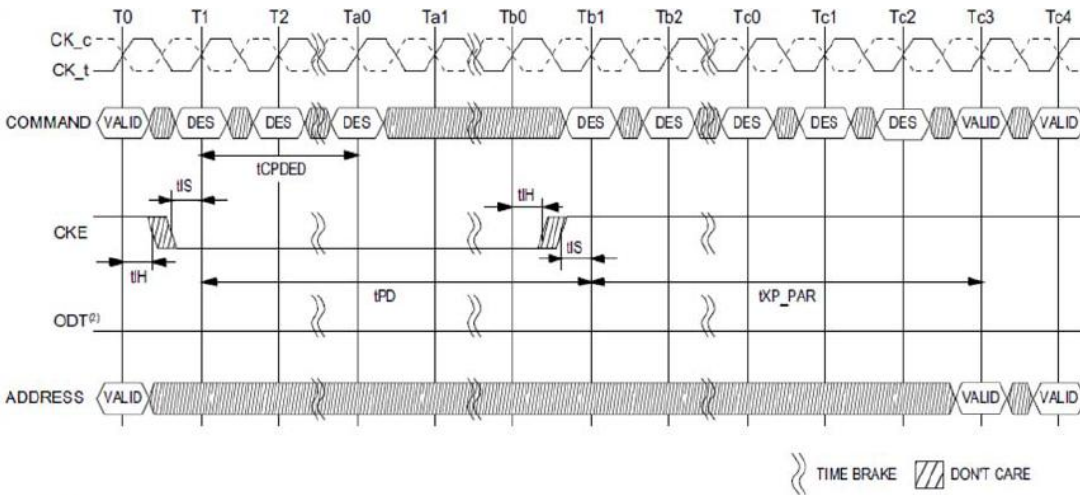 T0 T1 T2 Ta0 Ta1 Tb0 Tb1 Tb2 Tc0 Tc1 Tc2 Tc3 Tc4
CK_c
CK_t
COMMAND VALID DES DES DES DES DES DES DES DES VALID VALID
tCPDED
tIS tIH
CKE
tIS
tIH
tPD tXP_PAR
ODT(2)
ADDRESS VALID VALID VALID
TIME BRAKE DON'T CARE